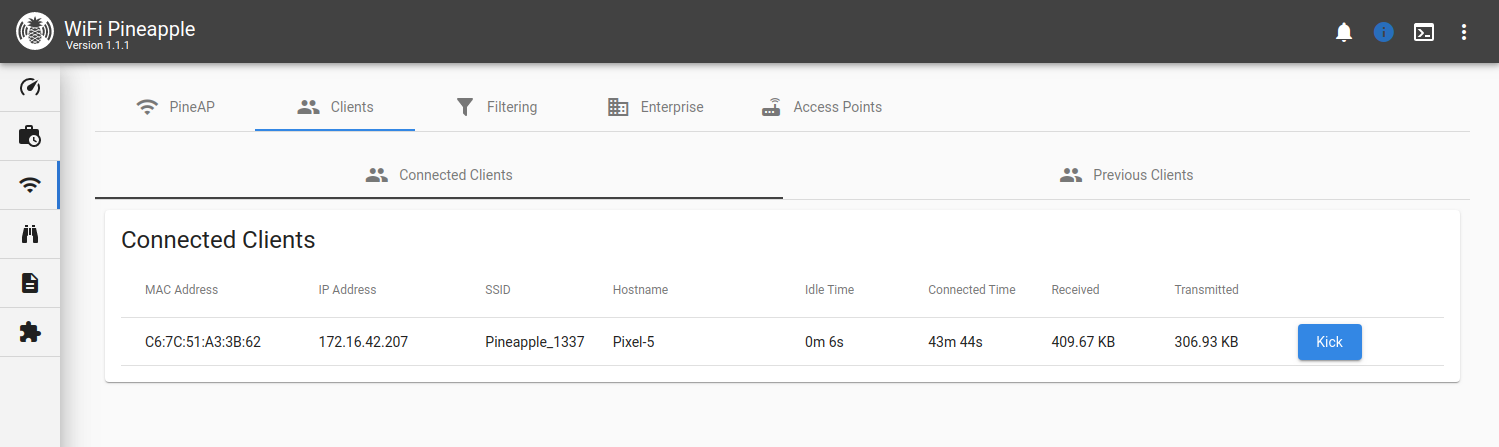 WiFi Pineapple
Version 1.1.1
PineAP Clients Filtering Enterprise Access Points
Connected Clients Previous Clients
Connected Clients
MAC Address IP Address SSID Hostname Idle Time Connected Time Received Transmitted
C6:7C:51:A3:3B:62 172.16.42.207 Pineapple_1337 Pixel-5 0m 6s 43m 44s 409.67 KB 306.93 KB Kick